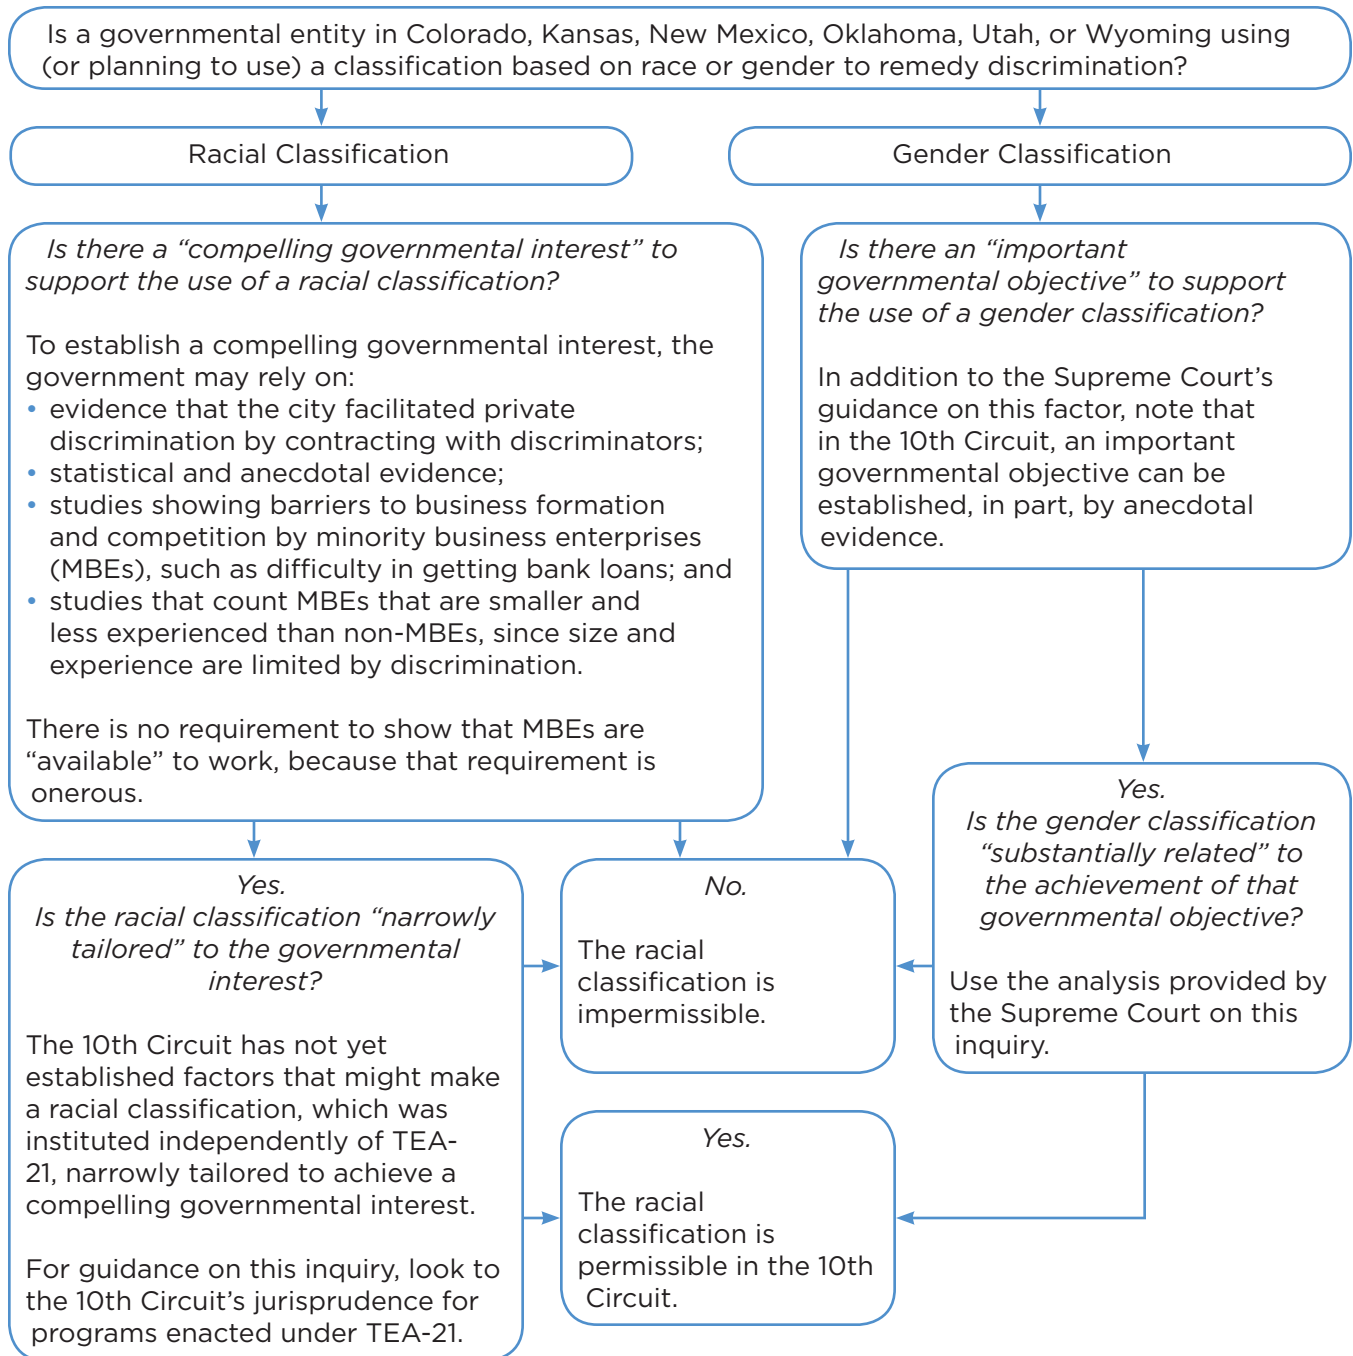 Is a governmental entity in Colorado, Kansas, New Mexico, Oklahoma, Utah, or Wyoming using
(or planning to use) a classification based on race or gender to remedy discrimination?
Racial Classification
Gender Classification
Is there a “compelling governmental interest” to
support the use of a racial classification?
To establish a compelling governmental interest, the
government may rely on:
• evidence that the city facilitated private
discrimination by contracting with discriminators;
• statistical and anecdotal evidence;
• studies showing barriers to business formation
and competition by minority business enterprises
(MBEs), such as difficulty in getting bank loans; and
• studies that count MBEs that are smaller and
less experienced than non-MBEs, since size and
experience are limited by discrimination.
There is no requirement to show that MBEs are
“available” to work, because that requirement is
onerous.
Is there an “important
governmental objective” to support
the use of a gender classification?
In addition to the Supreme Court’s
guidance on this factor, note that
in the 10th Circuit, an important
governmental objective can be
established, in part, by anecdotal
evidence.
Yes.
Is the racial classification “narrowly
tailored” to the governmental
interest?
The 10th Circuit has not yet
established factors that might make
a racial classification, which was
instituted independently of TEA-
21, narrowly tailored to achieve a
compelling governmental interest.
For guidance on this inquiry, look to
the 10th Circuit’s jurisprudence for
programs enacted under TEA-21.
No.
The racial
classification is
impermissible.
Yes.
The racial
classification is
permissible in the 10th
Circuit.
Yes.
Is the gender classification
“substantially related” to
the achievement of that
governmental objective?
Use the analysis provided by
the Supreme Court on this
inquiry.